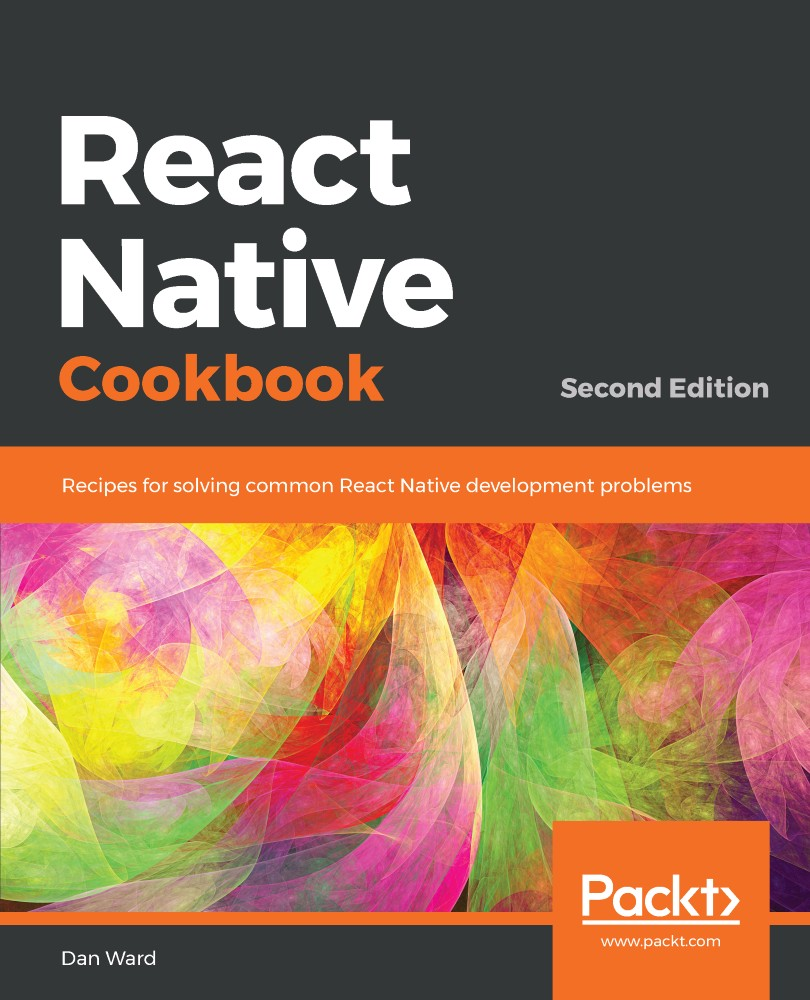 React
Native
Cookbook
Second Edition
Recipes for solving common React Native development problems
Packt>
www.packt.com
Dan Ward